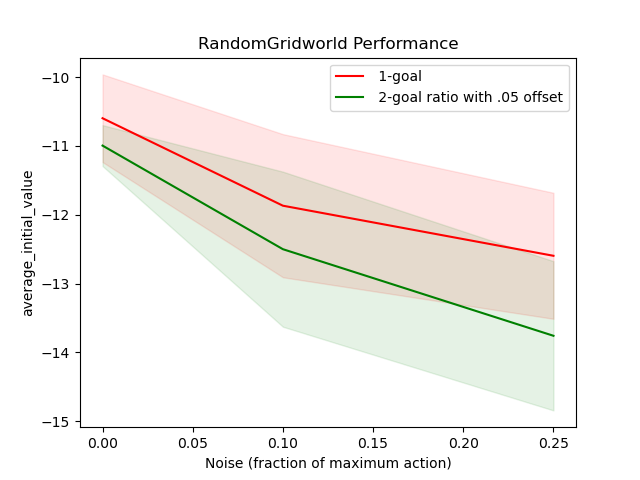 RandomGridworld Performance
1-goal
2-goal ratio with .05 offset
average_initial_value
−10
−11
−12
−13
−14
−15
0.00
0.05
0.10
0.15
0.20
0.25
Noise (fraction of maximum action)